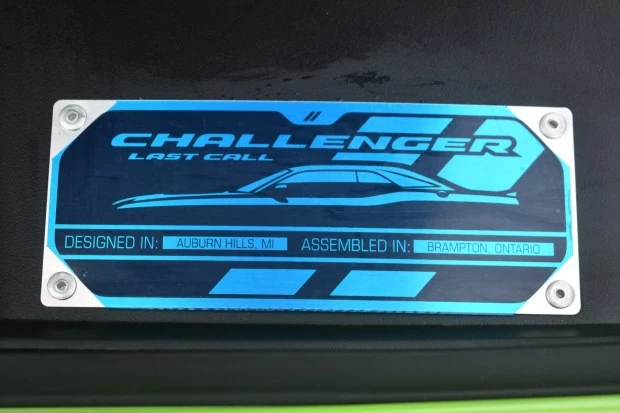 CHALLENGER
LAST CALL
DESIGNED IN: AUBURN HILLS, MI ASSEMBLED IN: BRAMPTON, ONTARIO